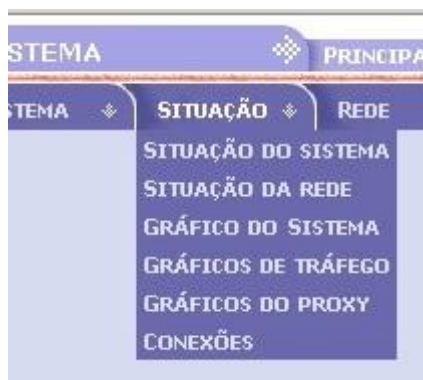 STEMA PRINCIPA
STEMA SITUAÇÃO REDE
SITUAÇÃO DO SISTEMA
SITUAÇÃO DA REDE
GRÁFICO DO SISTEMA
GRÁFICOS DE TRÁFEGO
GRÁFICOS DO PROXY
CONEXÕES